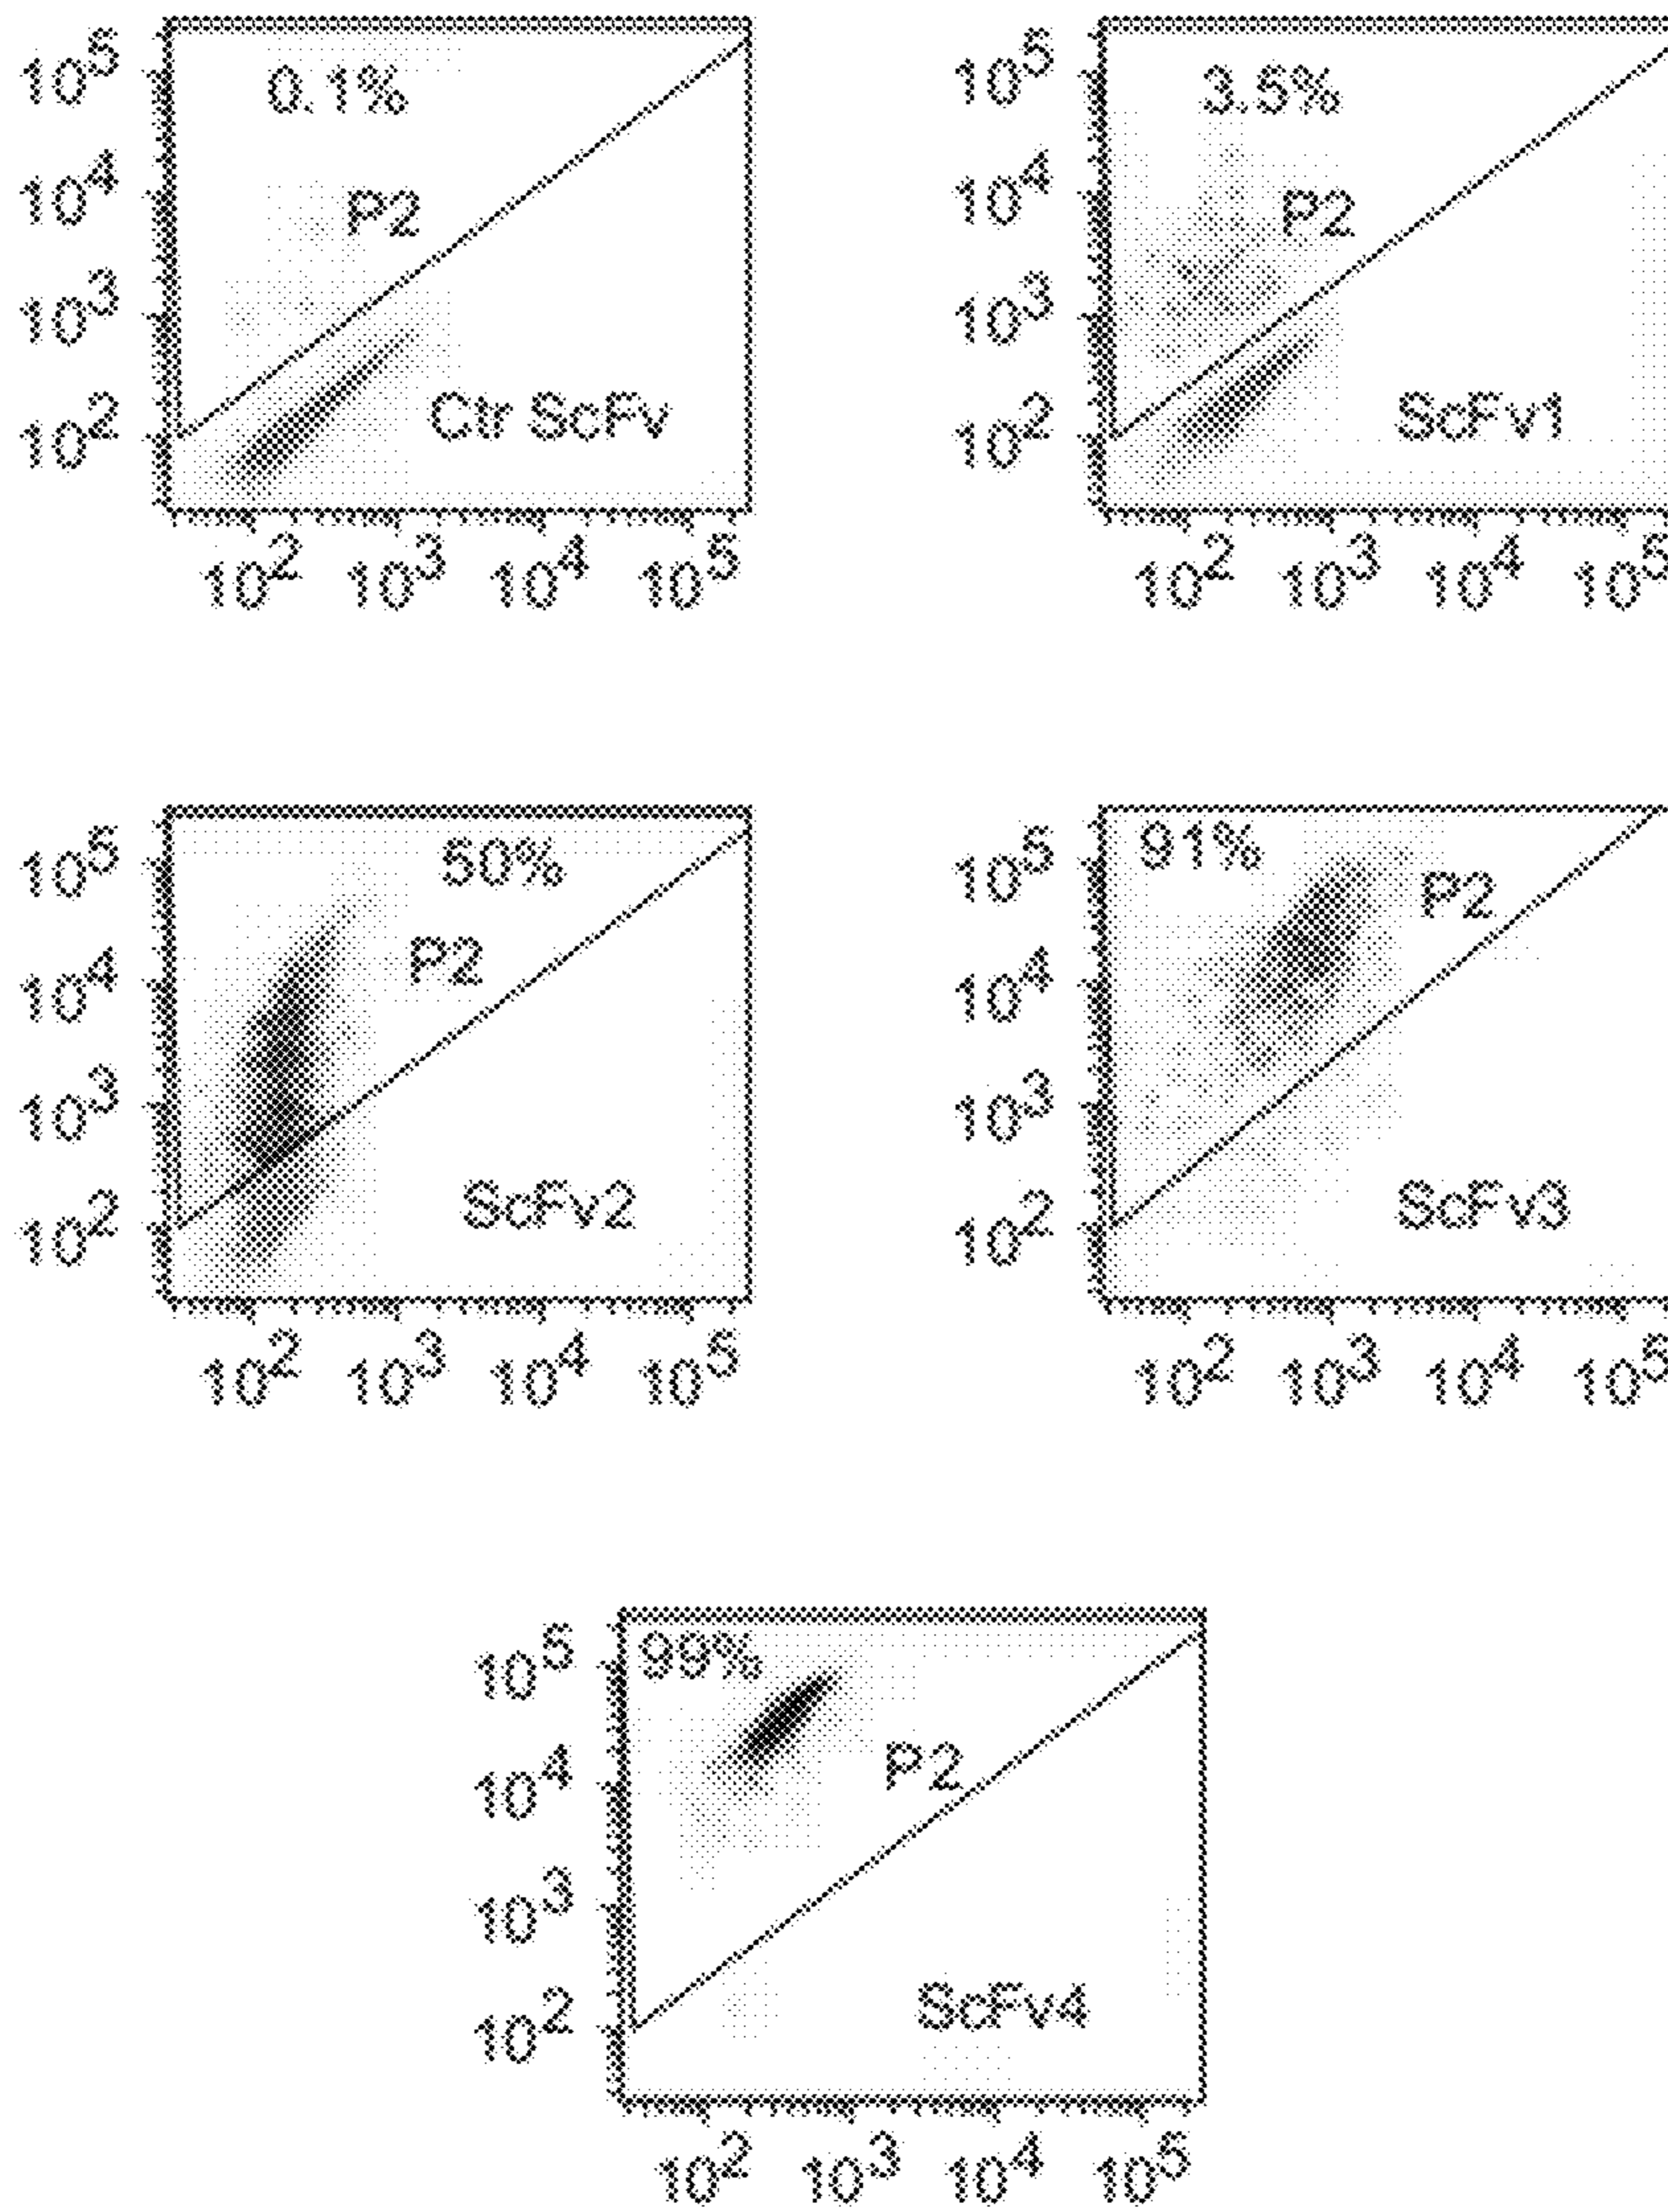 10^5 0.1%
10^4 P2
10^3
10^2 Ctr ScFv
10^2 10^3 10^4 10^5
10^5 3.5%
10^4 P2
10^3
10^2 ScFv1
10^2 10^3 10^4 10^5
10^5 50%
10^4 P2
10^3
10^2 ScFv2
10^2 10^3 10^4 10^5
10^5 91% P2
10^4
10^3
10^2 ScFv3
10^2 10^3 10^4 10^5
10^5 99%
10^4 P2
10^3
10^2 ScFv4
10^2 10^3 10^4 10^5